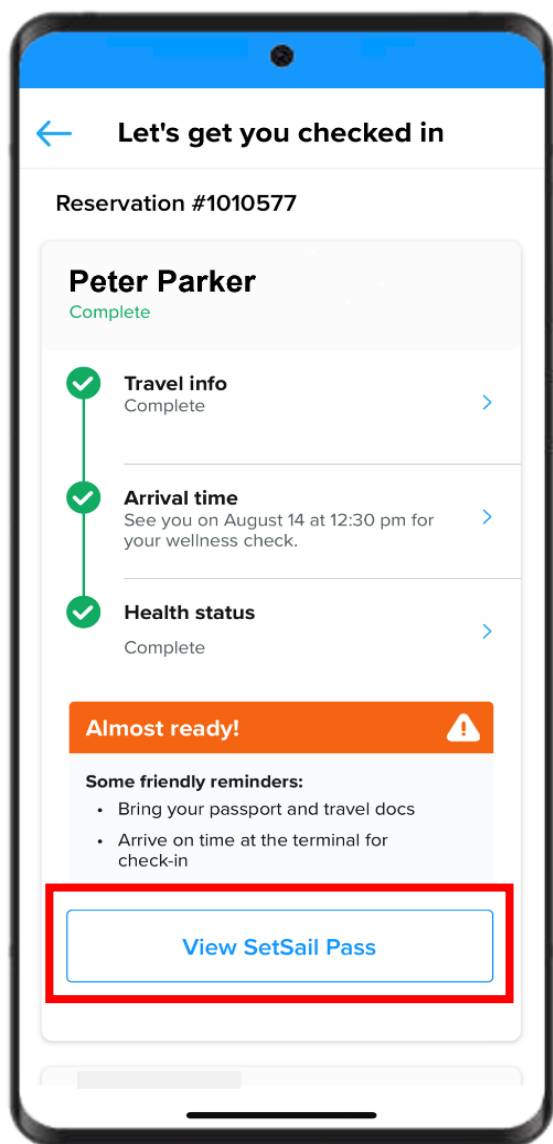 Let's get you checked in
Reservation #1010577
Peter Parker
Complete
Travel info
Complete
Arrival time
See you on August 14 at 12:30 pm for
your wellness check.
Health status
Complete
Almost ready!
Some friendly reminders:
• Bring your passport and travel docs
• Arrive on time at the terminal for
check-in
View SetSail Pass